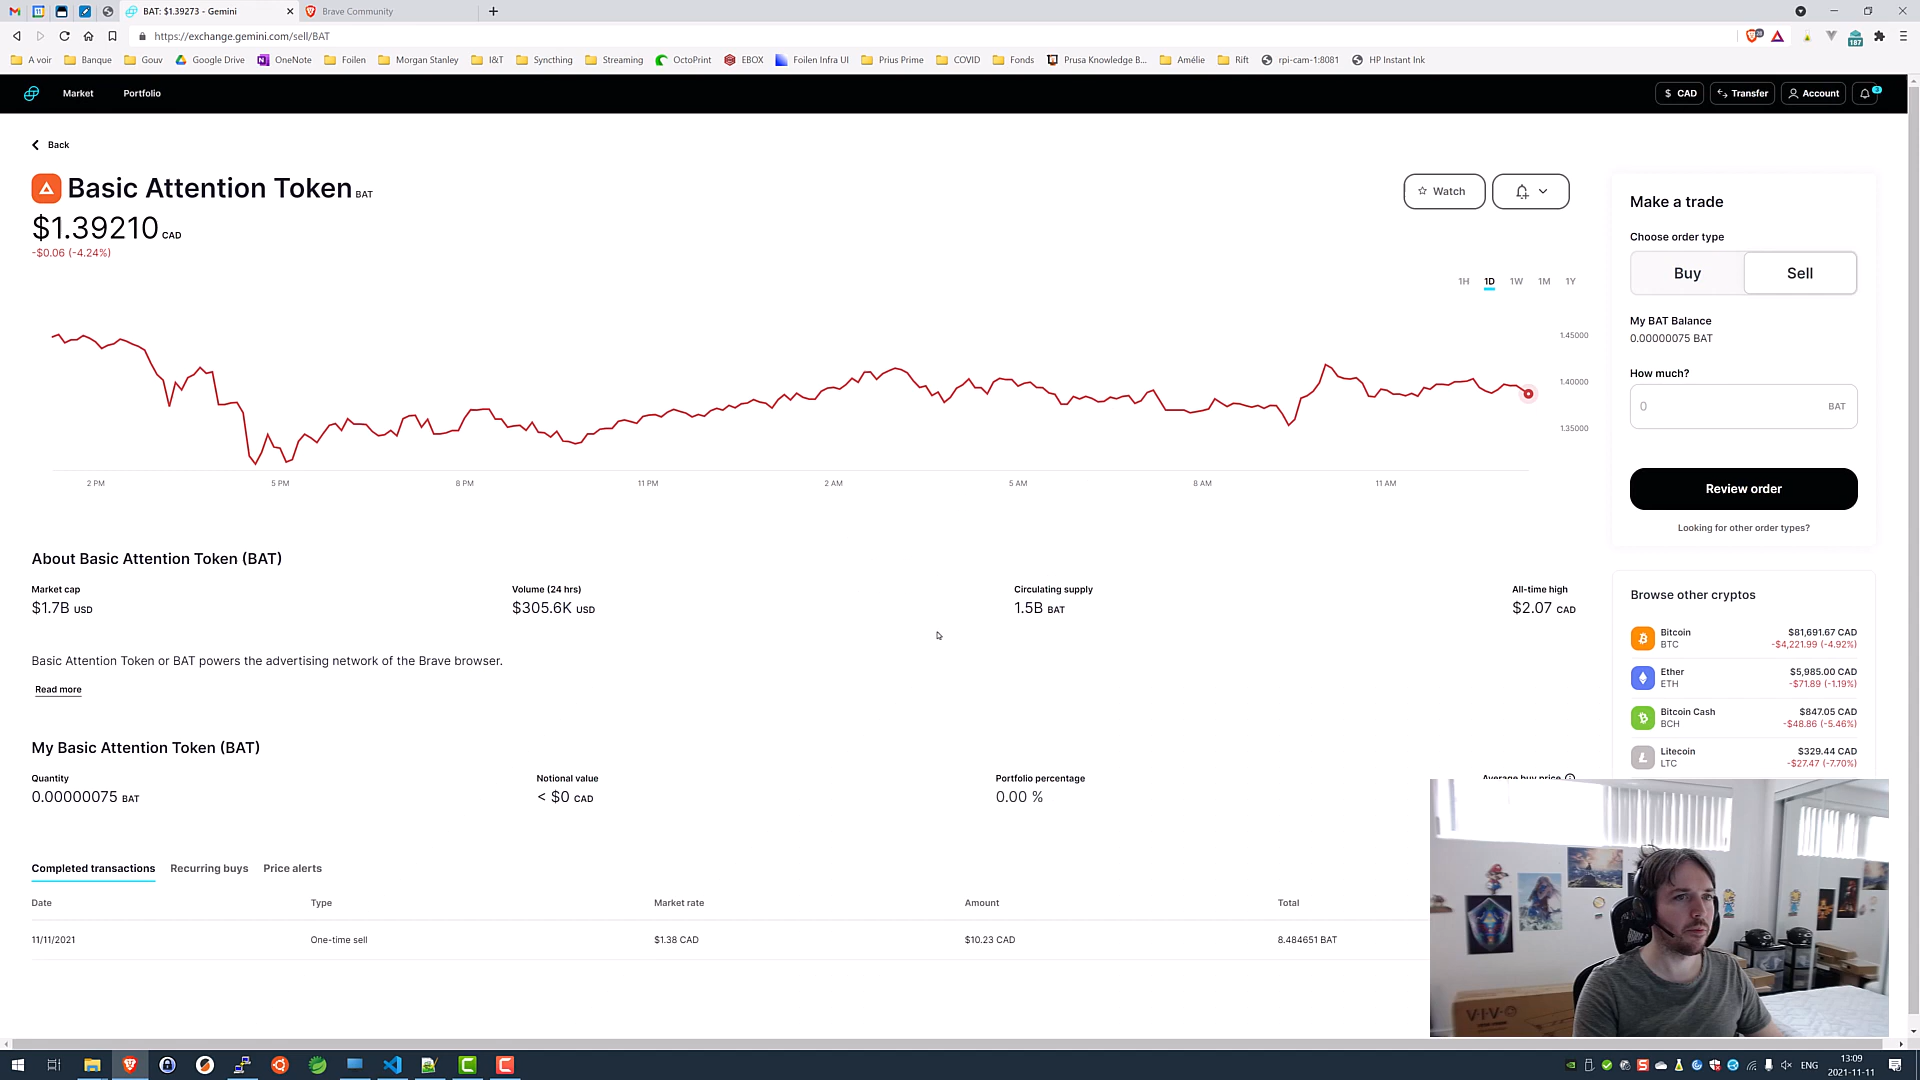 BAT: $1.39273 - Gemini
Brave Community
https://exchange.gemini.com/sell/BAT
A voir
Banque
Gouv
Google Drive
OneNote
Foilen
Morgan Stanley
I&T
Syncthing
Streaming
OctoPrint
EBOX
Foilen Infra UI
Prius Prime
COVID
Fonds
Prusa Knowledge B...
Amélie
Rift
rpi-cam-1:8081
HP Instant Ink
187
Market
Portfolio
$ CAD
Transfer
Account
Back
Basic Attention Token BAT
$1.39210 CAD
-$0.06 (-4.24%)
Watch
1H
1D
1W
1M
1Y
1.45000
1.40000
1.35000
2 PM
5 PM
8 PM
11 PM
2 AM
5 AM
8 AM
11 AM
Make a trade
Choose order type
Buy
Sell
My BAT Balance
0.00000075 BAT
How much?
0
BAT
Review order
Looking for other order types?
About Basic Attention Token (BAT)
Market cap
$1.7B USD
Volume (24 hrs)
$305.6K USD
Circulating supply
1.5B BAT
All-time high
$2.07 CAD
Basic Attention Token or BAT powers the advertising network of the Brave browser.
Read more
Browse other cryptos
Bitcoin
BTC
$81,691.67 CAD
-$4,221.99 (-4.92%)
Ether
ETH
$5,985.00 CAD
-$71.89 (-1.19%)
Bitcoin Cash
BCH
$847.05 CAD
-$48.86 (-5.46%)
Litecoin
LTC
$329.44 CAD
-$27.47 (-7.70%)
My Basic Attention Token (BAT)
Quantity
0.00000075 BAT
Notional value
< $0 CAD
Portfolio percentage
0.00 %
Average buy price
Completed transactions
Recurring buys
Price alerts
Date
Type
Market rate
Amount
Total
11/11/2021
One-time sell
$1.38 CAD
$10.23 CAD
8.484651 BAT
VIVO
ENG
13:09
2021-11-11